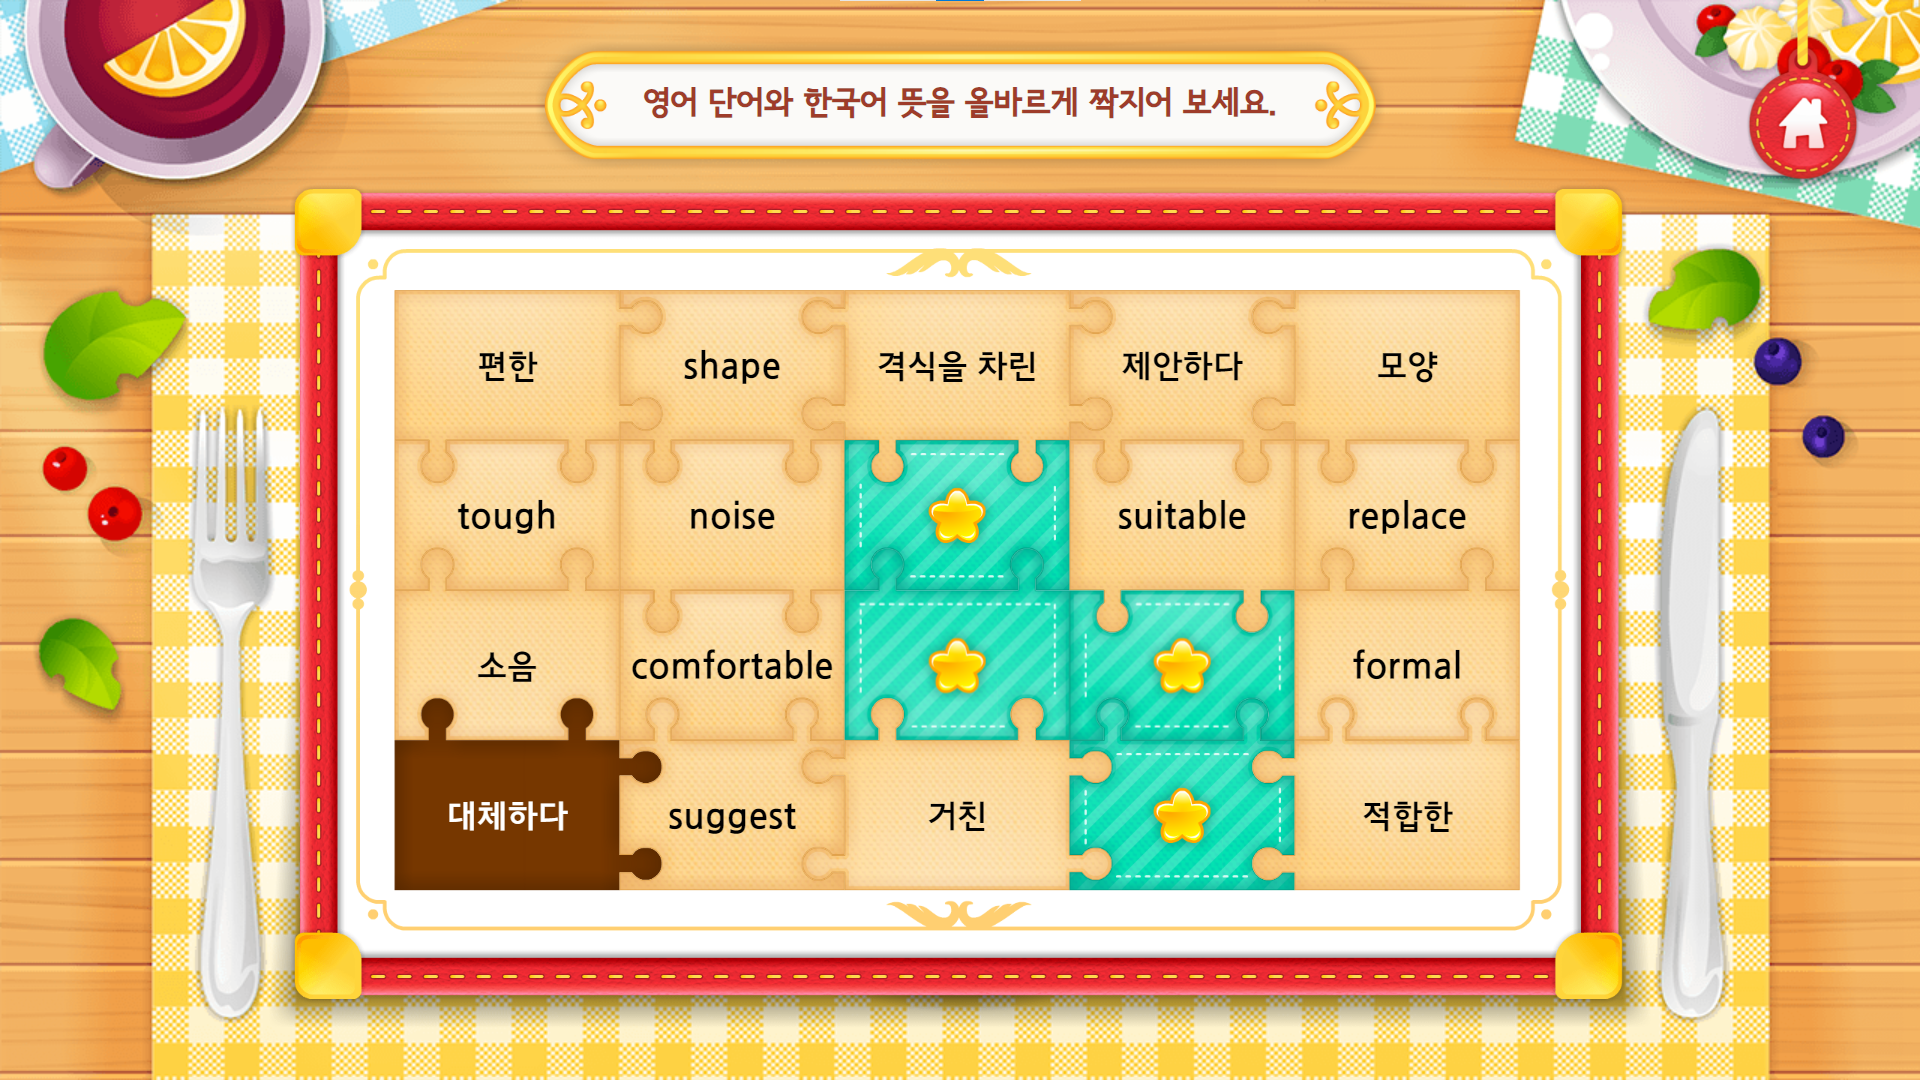 영어 단어와 한국어 뜻을 올바르게 짝지어 보세요.
편한 shape 격식을 차린 제안하다 모양
tough noise suitable replace
소음 comfortable formal
대체하다 suggest 거친 적합한